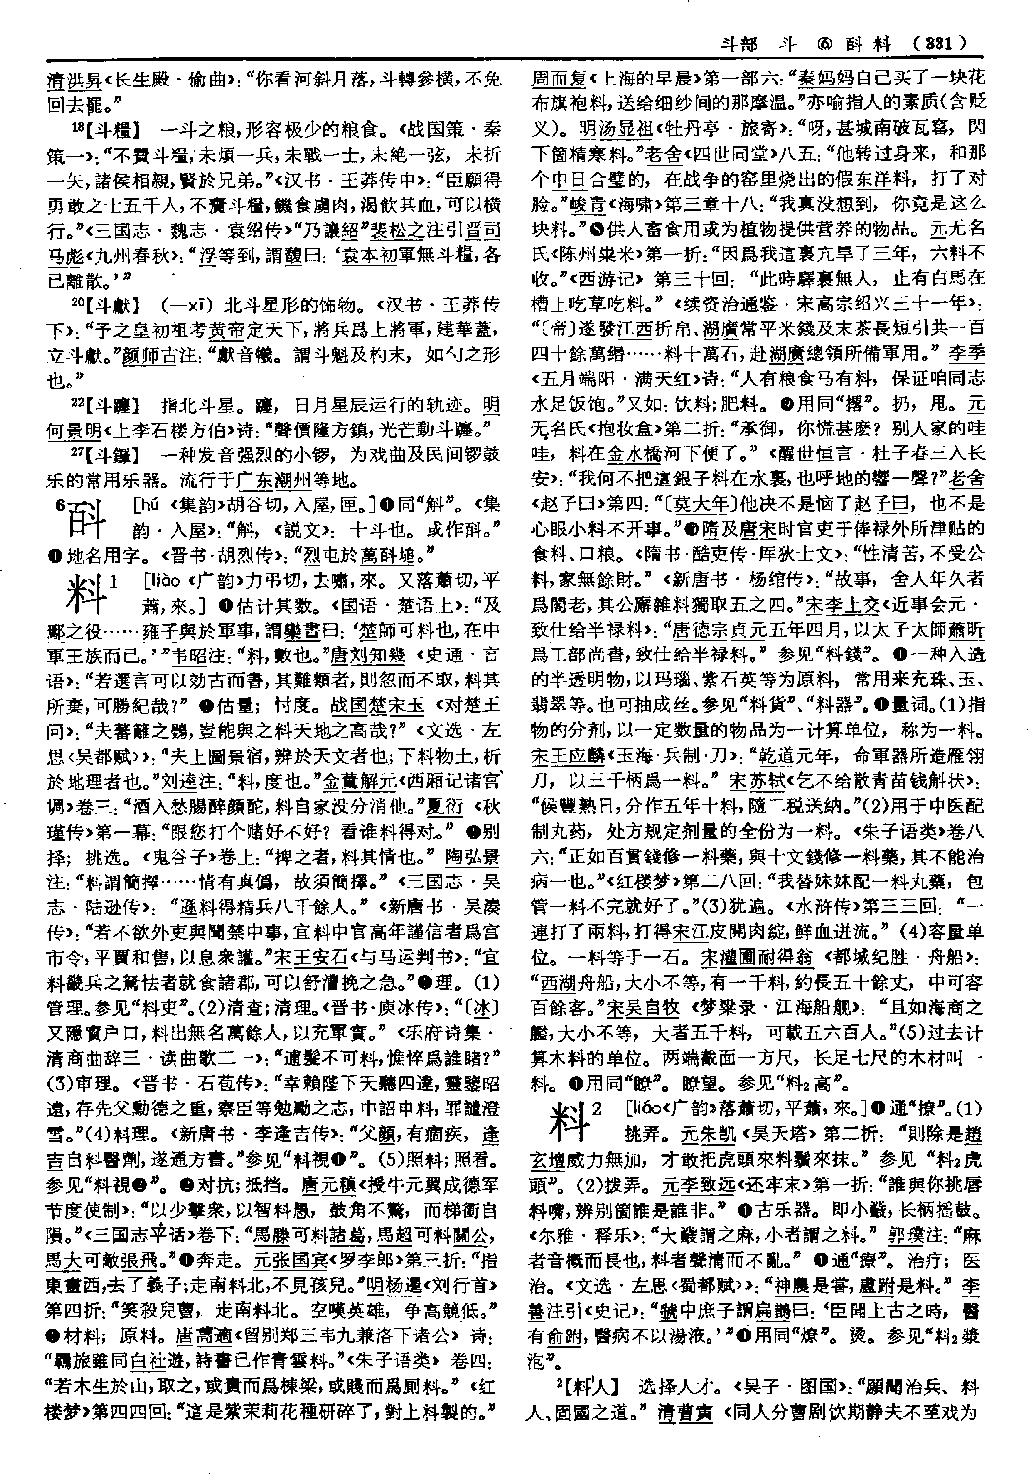 斗部 斗 ⑥ 㪶 料 (331)
清洪昇《长生殿·偷曲》：“你看河斜月落，斗轉參橫，不免
回去罷。”
¹⁸【斗糧】 一斗之粮，形容极少的粮食。《战国策·秦
策一》：“不費斗糧，未煩一兵，未戰一士，未絶一弦，未折
一矢，諸侯相親，賢於兄弟。”《汉书·王莽传中》：“臣願得
勇敢之士五千人，不齎斗糧，饑食虜肉，渴飲其血，可以横
行。”《三国志·魏志·袁绍传》“乃讓紹”裴松之注引晋司
马彪《九州春秋》：“浮等到，謂馥曰：‘袁本初軍無斗糧，各
已離散。’”
²⁰【斗獻】 （—xī）北斗星形的饰物。《汉书·王莽传
下》：“予之皇初祖考黄帝定天下，將兵爲上將軍，建華蓋，
立斗獻。”颜师古注：“獻音犧。謂斗魁及杓末，如勺之形
也。”
²²【斗躔】 指北斗星。躔，日月星辰运行的轨迹。明
何景明《上李石楼方伯》诗：“聲價隆方鎮，光芒動斗躔。”
²⁷【斗鑼】 一种发音强烈的小锣，为戏曲及民间锣鼓
乐的常用乐器。流行于广东潮州等地。
6㪶 [hú 《集韵》胡谷切，入屋，匣。]❶同“斛”。《集
韵·入屋》：“斛，《説文》：十斗也。或作㪶。”
❷地名用字。《晋书·胡烈传》：“烈屯於萬㪶堆。”
料1 [liào 《广韵》力弔切，去嘯，來。又落蕭切，平
蕭，來。] ❶估计其数。《国语·楚语上》：“及
鄢之役……雍子與於軍事，謂欒書曰：‘楚師可料也，在中
軍王族而已。’”韦昭注：“料，數也。”唐刘知幾《史通·言
语》：“若選言可以効古而書，其難類者，則忽而不取，料其
所棄，可勝紀哉？” ❷估量；忖度。战国楚宋玉《对楚王
问》：“夫蕃籬之鷃，豈能與之料天地之高哉？”《文选·左
思〈吴都赋〉》：“夫上圖景宿，辨於天文者也；下料物土，析
於地理者也。”刘逵注：“料，度也。”金董解元《西厢记诸宫
调》卷三：“酒入愁腸醉顔酡，料自家没分消他。”夏衍《秋
瑾传》第一幕：“跟您打个赌好不好？看谁料得对。” ❸别
择；挑选。《鬼谷子》卷上：“捭之者，料其情也。”陶弘景
注：“料謂簡擇……情有真僞，故須簡擇。”《三国志·吴
志·陆逊传》：“遜料得精兵八千餘人。”《新唐书·吴凑
传》：“若不欲外吏與聞禁中事，宜料中官高年謹信者爲宫
市令，平賈和售，以息衆讙。”宋王安石《与马运判书》：“宜
料畿兵之駑怯者就食諸郡，可以舒漕輓之急。”❹理。(1)
管理。参见“料吏”。(2)清查；清理。《晋书·庾冰传》：“〔冰〕
又隱實户口，料出無名萬餘人，以充軍實。”《乐府诗集·
清商曲辞三·读曲歌二一》：“逋髮不可料，憔悴爲誰睹？”
(3)审理。《晋书·石苞传》：“幸賴陛下天聽四達，靈鑒昭
遠，存先父勳德之重，察臣等勉勵之志，中詔申料，罪譴澄
雪。”(4)料理。《新唐书·李逢吉传》：“父顔，有痼疾，逢
吉自料醫劑，遂通方書。”参见“料視❶”。(5)照料；照看。
参见“料視❷”。❺对抗；抵挡。唐元稹《授牛元翼成德军
节度使制》：“以少擊衆，以智料愚，鼓角不驚，而梯衝自
隕。”《三国志平话》卷下：“馬騰可料諸葛，馬超可料關公，
馬大可敵張飛。”❻奔走。元张国宾《罗李郎》第三折：“指
東畫西，去了義子；走南料北，不見孩兒。”明杨暹《刘行首》
第四折：“笑殺兒曹，走南料北。空嘆英雄，争高競低。”
❼材料；原料。唐高適《留别郑三韦九兼洛下诸公》诗：
“羈旅雖同白社遊，詩書已作青雲料。”《朱子语类》卷四：
“若木生於山，取之，或貴而爲棟梁，或賤而爲厠料。”《红
楼梦》第四四回：“這是紫茉莉花種研碎了，對上料製的。”
周而复《上海的早晨》第一部六：“秦妈妈自己买了一块花
布旗袍料，送给细纱间的那摩温。”亦喻指人的素质（含贬
义）。明汤显祖《牡丹亭·旅寄》：“呀，甚城南破瓦窑，閃
下箇精寒料。”老舍《四世同堂》八五：“他转过身来，和那
个中日合璧的，在战争的窑里烧出的假东洋料，打了对
脸。”峻青《海啸》第三章十八：“我真没想到，你竟是这么
块料。”❽供人畜食用或为植物提供营养的物品。元无名
氏《陈州粜米》第一折：“因爲我這裏亢旱了三年，六料不
收。”《西游记》第三十回：“此時驛裏無人，止有白馬在
槽上吃草吃料。”《续资治通鉴·宋高宗绍兴三十一年》：
“〔帝〕遂發江西折帛、湖廣常平米錢及末茶長短引共一百
四十餘萬緡……料十萬石，赴湖廣總領所備軍用。”李季
《五月端阳·满天红》诗：“人有粮食马有料，保证咱同志
水足饭饱。”又如：饮料；肥料。❾用同“撂”。扔，甩。元
无名氏《抱妆盒》第二折：“承御，你慌甚麽？别人家的哇
哇，料在金水橋河下便了。”《醒世恒言·杜子春三入长
安》：“我何不把這銀子料在水裏，也呼地的響一聲？”老舍
《赵子曰》第四：“〔莫大年〕他决不是恼了赵子曰，也不是
心眼小料不开事。”❿隋及唐宋时官吏于俸禄外所津贴的
食料、口粮。《隋书·酷吏传·厍狄士文》：“性清苦，不受公
料，家無餘財。”《新唐书·杨绾传》：“故事，舍人年久者
爲閣老，其公廨雜料獨取五之四。”宋李上交《近事会元·
致仕给半禄料》：“唐德宗貞元五年四月，以太子太師蕭昕
爲工部尚書，致仕給半禄料。”参见“料錢”。⓫一种人造
的半透明物，以玛瑙、紫石英等为原料，常用来充珠、玉、
翡翠等。也可抽成丝。参见“料貨”、“料器”。⓬量词。(1)指
物的分剂，以一定数量的物品为一计算单位，称为一料。
宋王应麟《玉海·兵制·刀》：“乾道元年，命軍器所造雁翎
刀，以三千柄爲一料。”宋苏轼《乞不给散青苗钱斛状》：
“候豐熟日，分作五年十料，隨二税送納。”(2)用于中医配
制丸药，处方规定剂量的全份为一料。《朱子语类》卷八
六：“正如百貫錢修一料藥，與十文錢修一料藥，其不能治
病一也。”《红楼梦》第二八回：“我替妹妹配一料丸藥，包
管一料不完就好了。”(3)犹遍。《水浒传》第三三回：“一
連打了兩料，打得宋江皮開肉綻，鮮血迸流。”(4)容量单
位。一料等于一石。宋灌圃耐得翁《都城纪胜·舟船》：
“西湖舟船，大小不等，有一千料，約長五十餘丈，中可容
百餘客。”宋吴自牧《梦粱录·江海船舰》：“且如海商之
艦，大小不等，大者五千料，可載五六百人。”(5)过去计
算木料的单位。两端截面一方尺，长足七尺的木材叫一
料。⓭用同“瞭”。瞭望。参见“料₂高”。
料2 [liáo《广韵》落蕭切，平蕭，來。]❶通“撩”。(1)
挑弄。元朱凯《昊天塔》第二折：“則除是趙
玄壇威力無加，才敢把虎頭來料鬚來抹。”参见“料₂虎
頭”。(2)拨弄。元李致远《还牢末》第一折：“誰與你挑脣
料嘴，辨别箇誰是誰非。”❷古乐器。即小鼗，长柄摇鼓。
《尔雅·释乐》：“大鼗謂之麻，小者謂之料。”郭璞注：“麻
者音概而長也，料者聲清而不亂。” ❸通“療”。治疗；医
治。《文选·左思〈蜀都赋〉》：“神農是嘗，盧跗是料。”李
善注引《史记》：“虢中庶子謂扁鵲曰：‘臣聞上古之時，醫
有俞跗，醫病不以湯液。’”❹用同“燎”。烫。参见“料₂漿
泡”。
²【料人】 选择人才。《吴子·图国》：“願聞治兵、料
人、固國之道。”清曹寅《同人分曹剧饮期静夫不至戏为